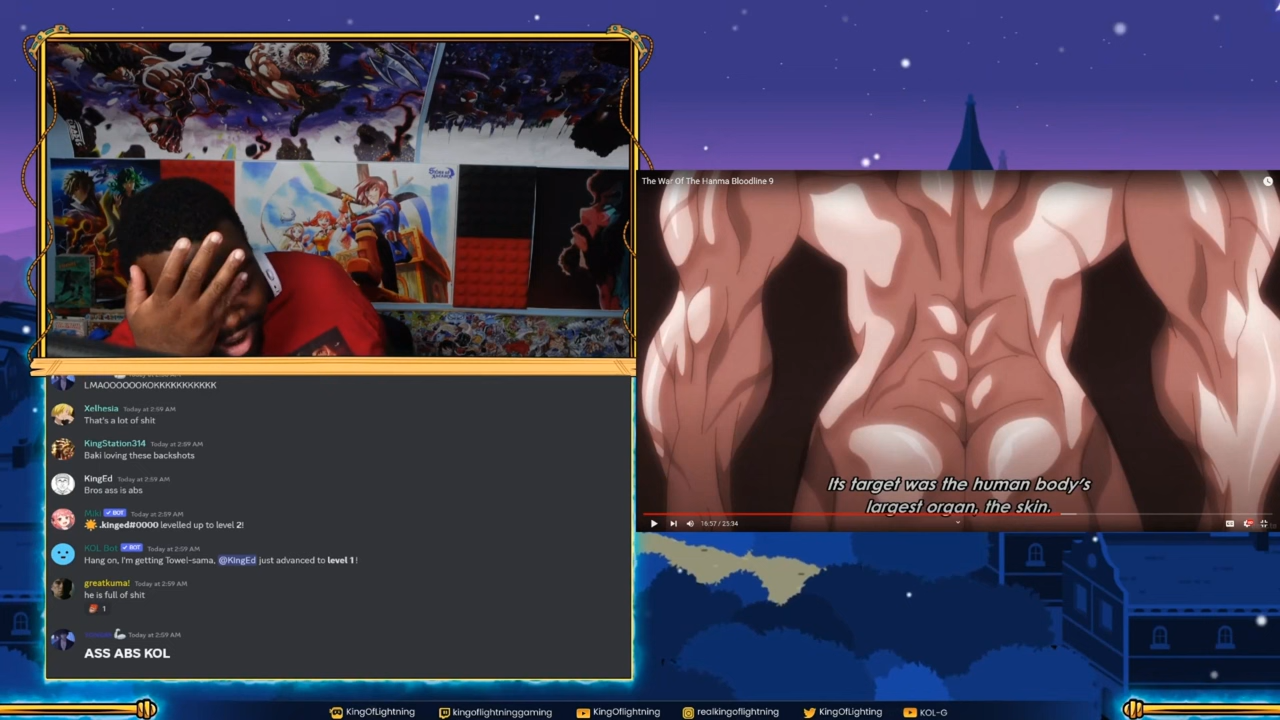 The War Of The Hanma Bloodline 9
Its target was the human body's
largest organ, the skin.
16:57 / 25:34
LMAOOOOOOKOKKKKKKKKKKK
Xelhesia Today at 2:59 AM
That's a lot of shit
KingStation314 Today at 2:59 AM
Baki loving these backshots
KingEd Today at 2:59 AM
Bros ass is abs
Miki BOT Today at 2:59 AM
.kinged#0000 levelled up to level 2!
KOL Bot BOT Today at 2:59 AM
Hang on, I'm getting Towel-sama, @KingEd just advanced to level 1!
greatkuma! Today at 2:59 AM
he is full of shit
1
Today at 2:59 AM
ASS ABS KOL
KingOfLightning kingoflightninggaming KingOflightning realkingoflightning KingOfLighting KOL-G